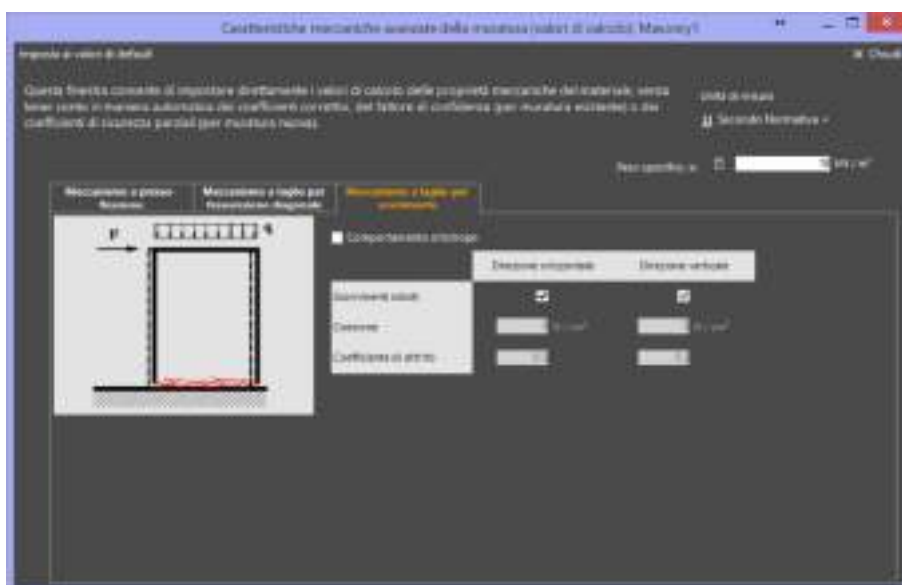 Caratteristiche meccaniche avanzate della muratura (valori di calcolo): Masonry1
Imposta ai valori di default
Chiudi
Questa finestra consente di impostare direttamente i valori di calcolo delle proprietà meccaniche del materiale, senza
tener conto in maniera automatica dei coefficienti correttivi, del fattore di confidenza (per muratura esistente) o dei
coefficienti di sicurezza parziali (per muratura nuova).
Unità di misura
Secondo Normativa
Peso specifico, w
kN / m³
Meccanismo a presso
flessione
Meccanismo a taglio per
fessurazione diagonale
Meccanismo a taglio per
scorrimento
F
q
Comportamento ortotropo
Direzione orizzontale
Direzione verticale
Scorrimenti inibiti
Coesione
Coefficiente di attrito